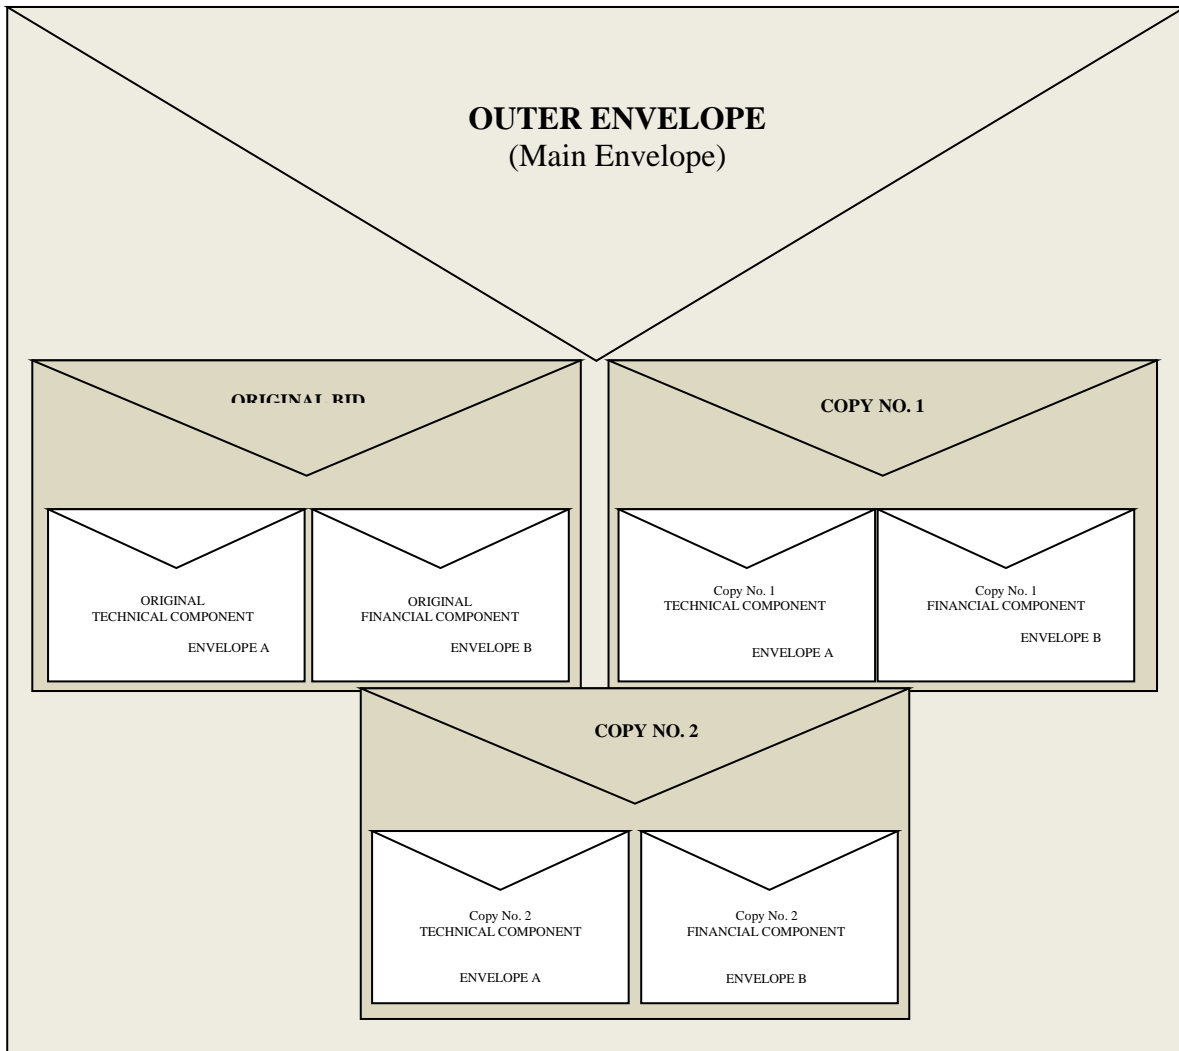 OUTER ENVELOPE
(Main Envelope)
ORIGINAL BID
COPY NO. 1
ORIGINAL
TECHNICAL COMPONENT
ENVELOPE A
ORIGINAL
FINANCIAL COMPONENT
ENVELOPE B
Copy No. 1
TECHNICAL COMPONENT
ENVELOPE A
Copy No. 1
FINANCIAL COMPONENT
ENVELOPE B
COPY NO. 2
Copy No. 2
TECHNICAL COMPONENT
ENVELOPE A
Copy No. 2
FINANCIAL COMPONENT
ENVELOPE B